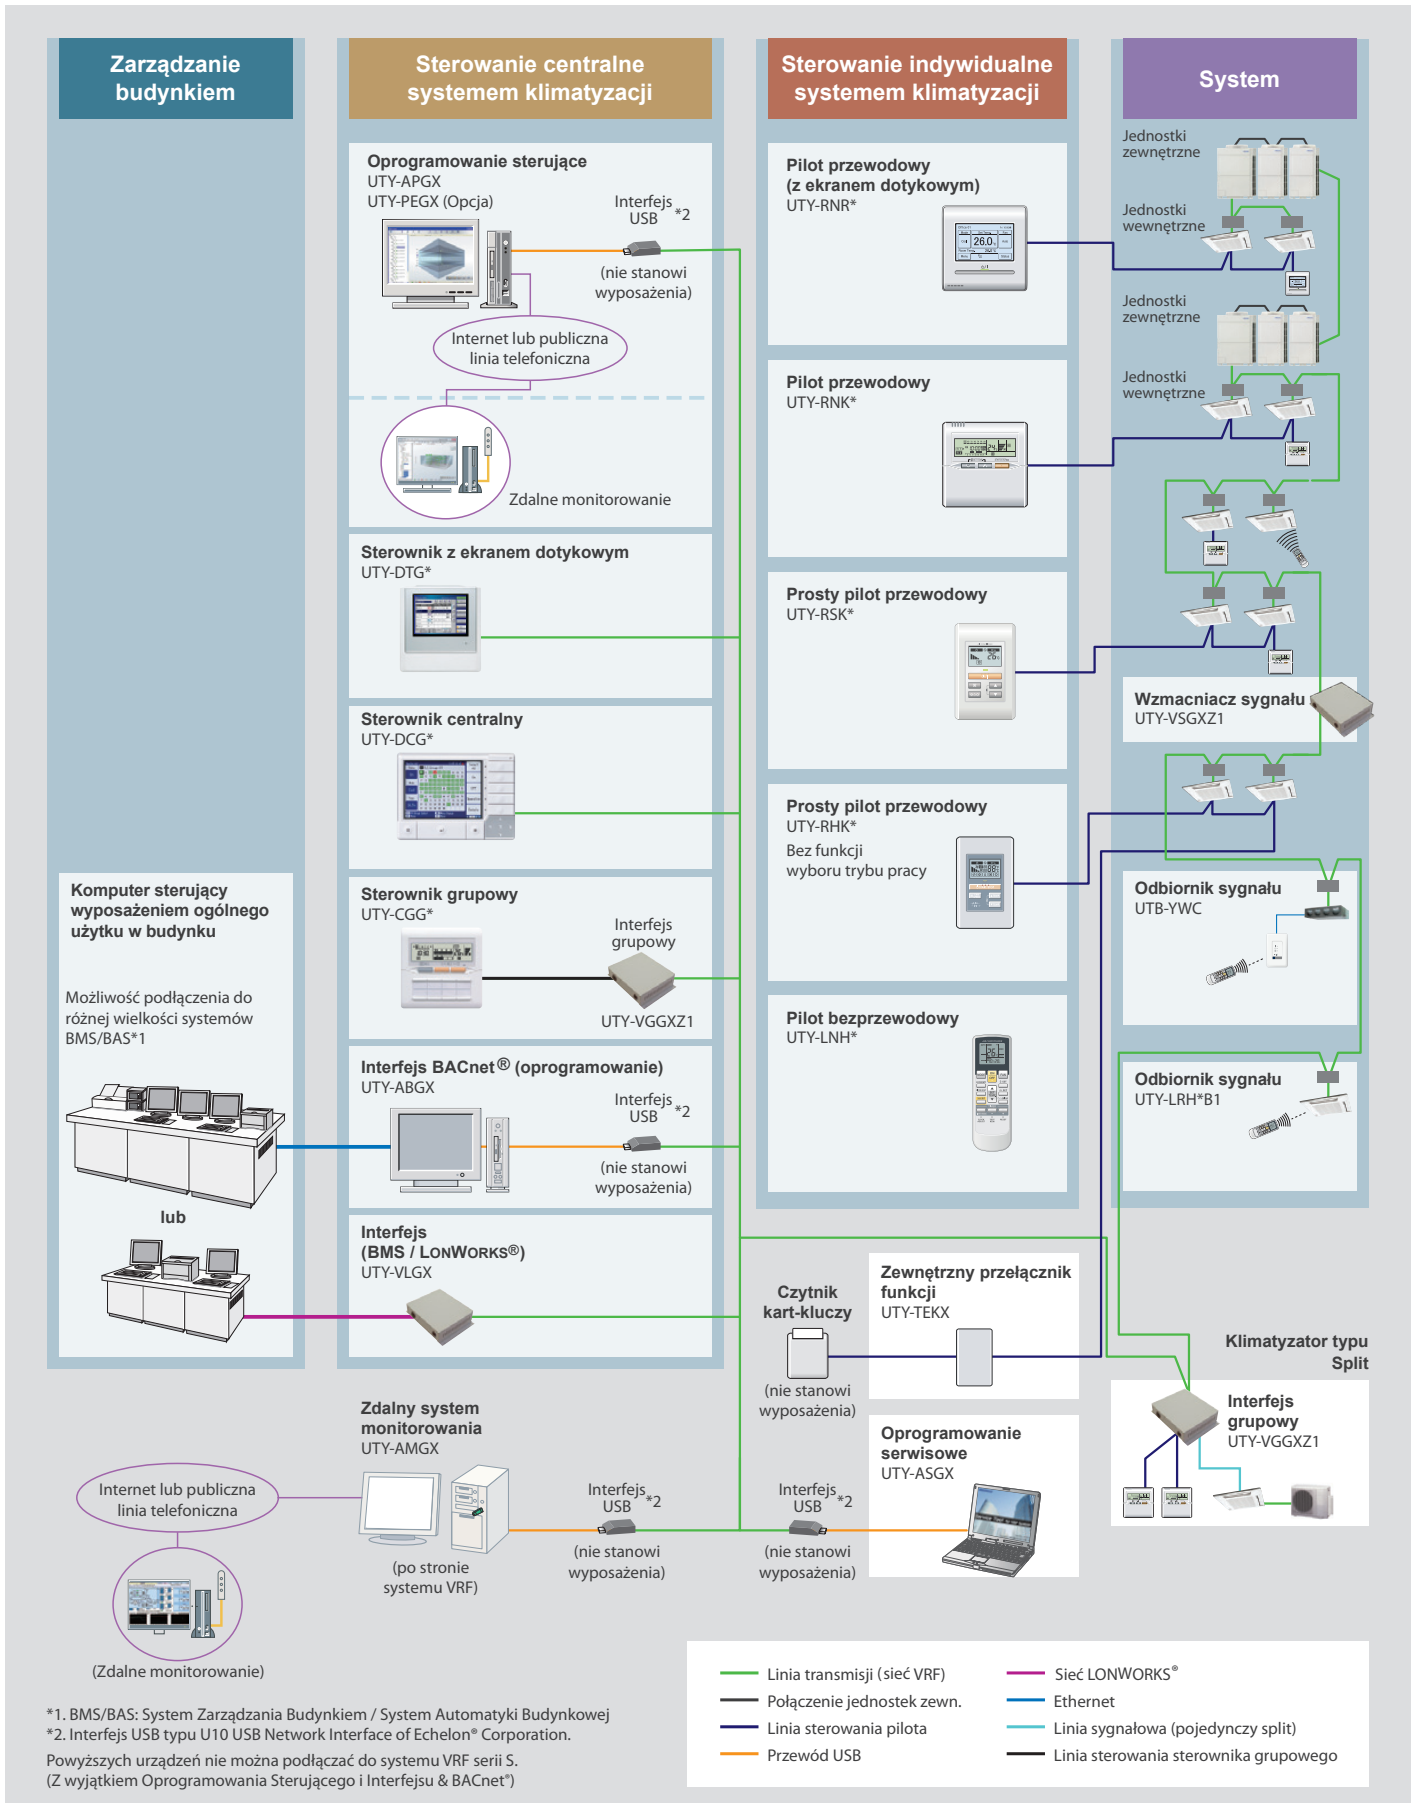 Zarządzanie
budynkiem
Sterowanie centralne
systemem klimatyzacji
Sterowanie indywidualne
systemem klimatyzacji
System
Komputer sterujący
wyposażeniem ogólnego
użytku w budynku
Możliwość podłączenia do
różnej wielkości systemów
BMS/BAS*1
lub
Oprogramowanie sterujące
UTY-APGX
UTY-PEGX (Opcja)
Interfejs
USB *2
(nie stanowi
wyposażenia)
Internet lub publiczna
linia telefoniczna
Zdalne monitorowanie
Sterownik z ekranem dotykowym
UTY-DTG*
Sterownik centralny
UTY-DCG*
Sterownik grupowy
UTY-CGG*
Interfejs
grupowy
UTY-VGGXZ1
Interfejs BACnet® (oprogramowanie)
UTY-ABGX
Interfejs
USB *2
(nie stanowi
wyposażenia)
Interfejs
(BMS / LONWORKS®)
UTY-VLGX
Pilot przewodowy
(z ekranem dotykowym)
UTY-RNR*
26.0
Pilot przewodowy
UTY-RNK*
Prosty pilot przewodowy
UTY-RSK*
Prosty pilot przewodowy
UTY-RHK*
Bez funkcji
wyboru trybu pracy
Pilot bezprzewodowy
UTY-LNH*
Jednostki
zewnętrzne
Jednostki
wewnętrzne
Jednostki
zewnętrzne
Jednostki
wewnętrzne
Wzmacniacz sygnału
UTY-VSGXZ1
Odbiornik sygnału
UTB-YWC
Odbiornik sygnału
UTY-LRH*B1
Czytnik
kart-kluczy
(nie stanowi
wyposażenia)
Zewnętrzny przełącznik
funkcji
UTY-TEKX
Klimatyzator typu
Split
Interfejs
grupowy
UTY-VGGXZ1
Zdalny system
monitorowania
UTY-AMGX
(po stronie
systemu VRF)
Internet lub publiczna
linia telefoniczna
(Zdalne monitorowanie)
Interfejs
USB *2
(nie stanowi
wyposażenia)
Interfejs
USB *2
(nie stanowi
wyposażenia)
Oprogramowanie
serwisowe
UTY-ASGX
Linia transmisji (sieć VRF)
Połączenie jednostek zewn.
Linia sterowania pilota
Przewód USB
Sieć LONWORKS®
Ethernet
Linia sygnałowa (pojedynczy split)
Linia sterowania sterownika grupowego
*1. BMS/BAS: System Zarządzania Budynkiem / System Automatyki Budynkowej
*2. Interfejs USB typu U10 USB Network Interface of Echelon® Corporation.
Powyższych urządzeń nie można podłączać do systemu VRF serii S.
(Z wyjątkiem Oprogramowania Sterującego i Interfejsu & BACnet®)